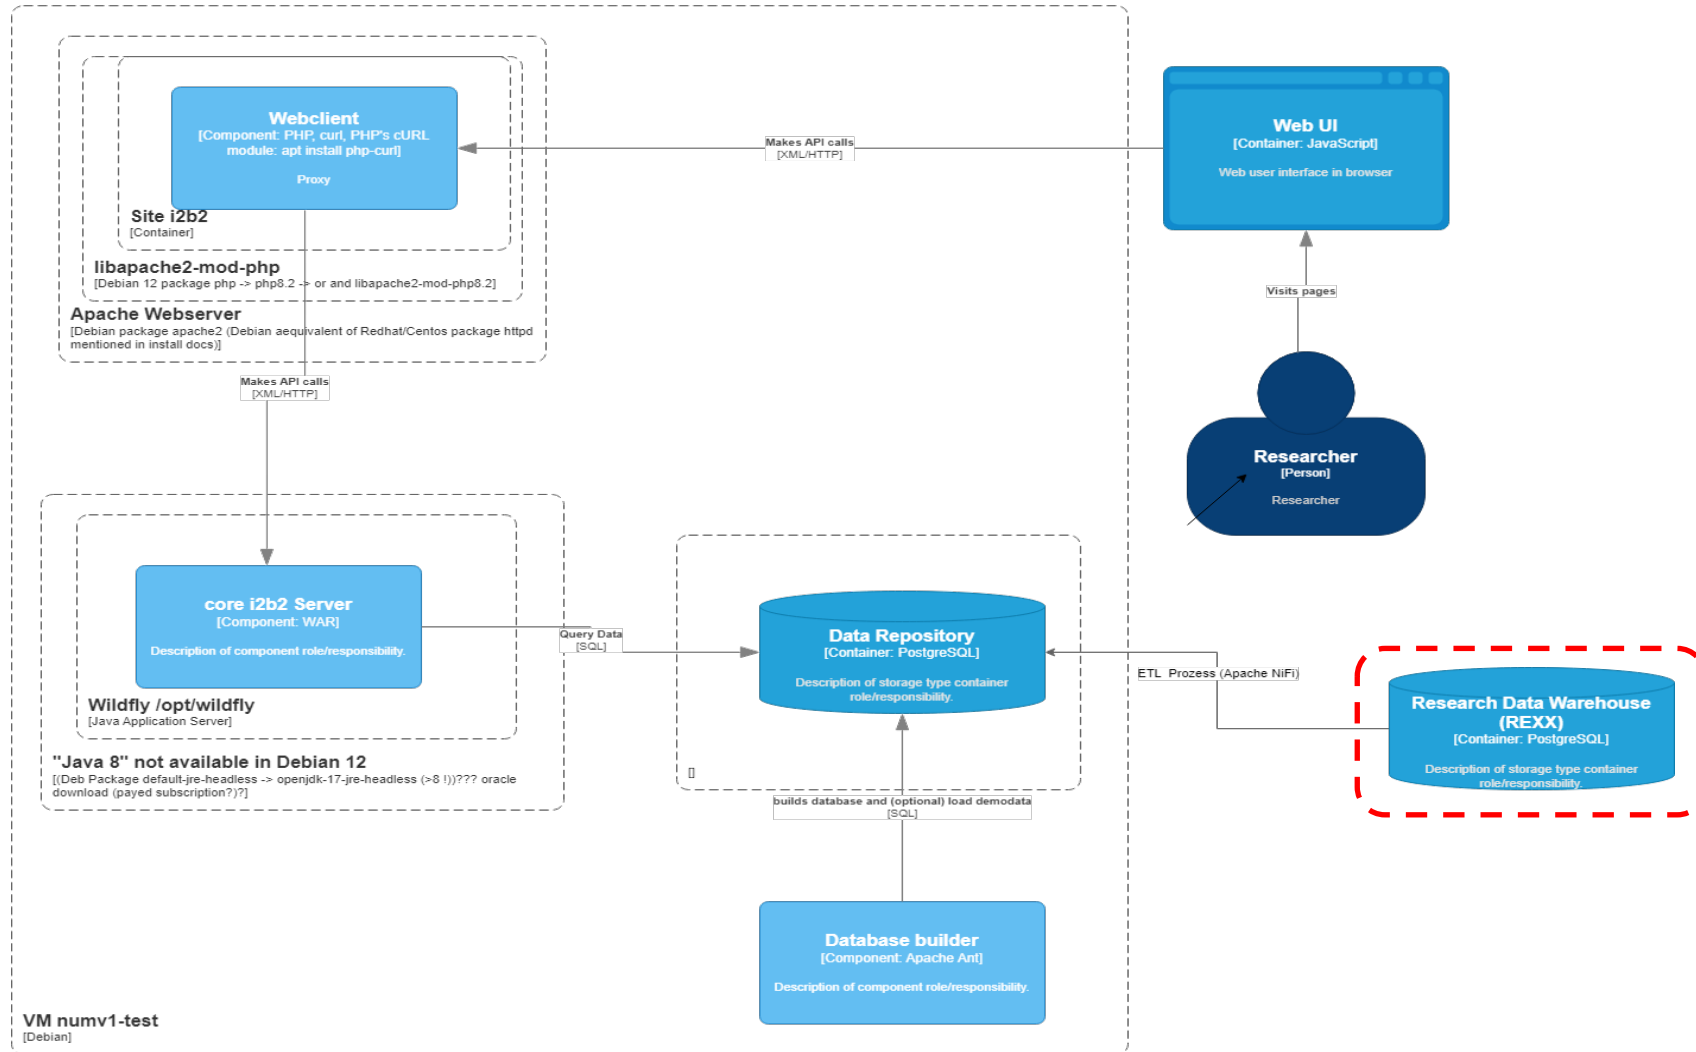 Webclient
[Component: PHP, curl, PHP's cURL
module: apt install php-curl]
Proxy
Site i2b2
[Container]
libapache2-mod-php
[Debian 12 package php -> php8.2 -> or and libapache2-mod-php8.2]
Apache Webserver
[Debian package apache2 (Debian aequivalent of Redhat/Centos package httpd
mentioned in install docs)]
Makes API calls
[XML/HTTP]
Web UI
[Container: JavaScript]
Web user interface in browser
Visits pages
Researcher
[Person]
Researcher
Makes API calls
[XML/HTTP]
core i2b2 Server
[Component: WAR]
Description of component role/responsibility.
Wildfly /opt/wildfly
[Java Application Server]
"Java 8" not available in Debian 12
[(Deb Package default-jre-headless -> openjdk-17-jre-headless (>8 !))??? oracle
download (payed subscription?)?]
Query Data
[SQL]
Data Repository
[Container: PostgreSQL]
Description of storage type container
role/responsibility.
[]
ETL Prozess (Apache NiFi)
Research Data Warehouse
(REXX)
[Container: PostgreSQL]
Description of storage type container
role/responsibility.
builds database and (optional) load demodata
[SQL]
Database builder
[Component: Apache Ant]
Description of component role/responsibility.
VM numv1-test
[Debian]